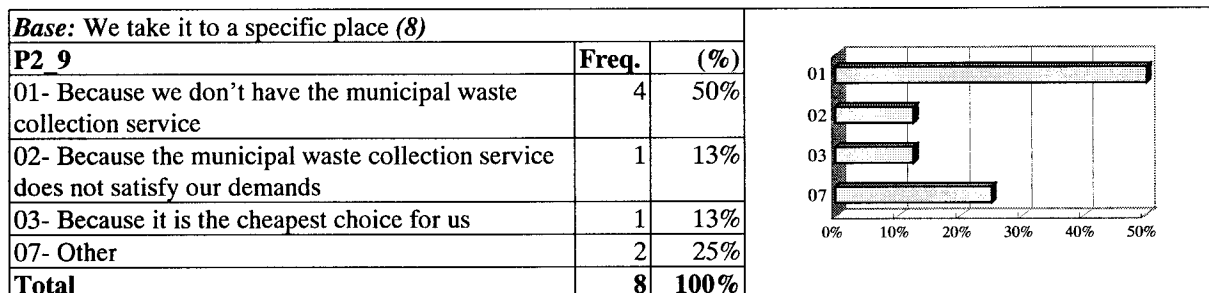 Base: We take it to a specific place (8)
P2_9 Freq. (%)
01- Because we don't have the municipal waste 4 50%
collection service
02- Because the municipal waste collection service 1 13%
does not satisfy our demands
03- Because it is the cheapest choice for us 1 13%
07- Other 2 25%
Total 8 100%
01
02
03
07
0% 10% 20% 30% 40% 50%